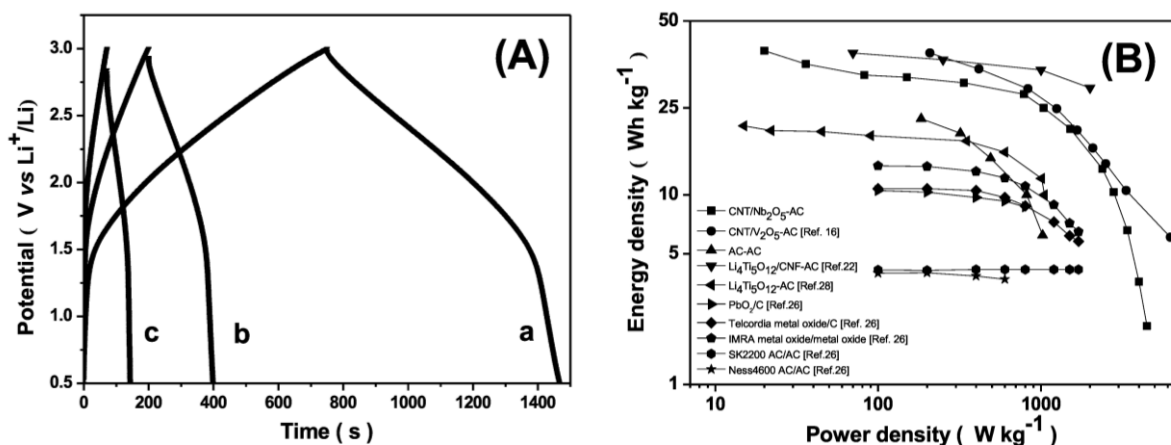 (A)
Potential ( V vs Li⁺/Li)
3.0
2.5
2.0
1.5
1.0
0.5
c
b
a
0 200 400 600 800 1000 1200 1400
Time ( s )
(B)
Energy density ( Wh kg⁻¹)
50
25
10
5
1
CNT/Nb₂O₅-AC
CNT/V₂O₅-AC [Ref. 16]
AC-AC
Li₄Ti₅O₁₂/CNF-AC [Ref.22]
Li₄Ti₅O₁₂-AC [Ref.28]
PbO₂/C [Ref.26]
Telcordia metal oxide/C [Ref. 26]
IMRA metal oxide/metal oxide [Ref. 26]
SK2200 AC/AC [Ref.26]
Ness4600 AC/AC [Ref.26]
10 100 1000
Power density ( W kg⁻¹)